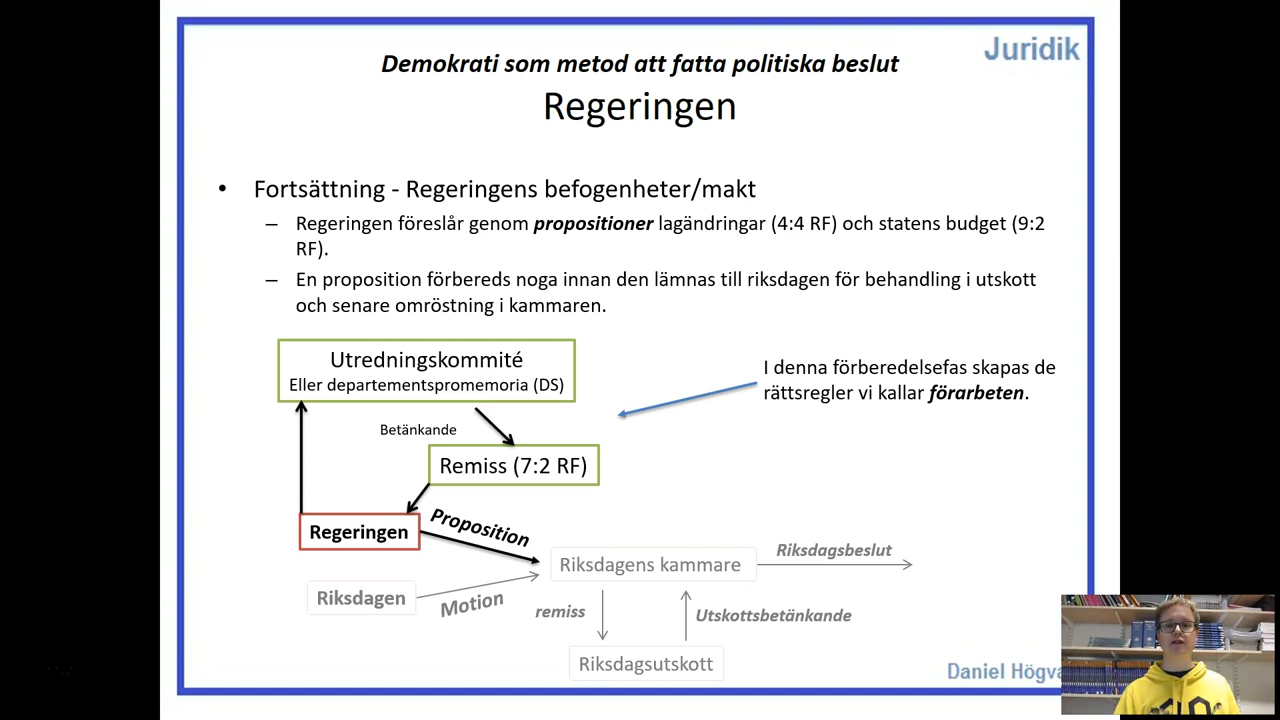 Juridik
Demokrati som metod att fatta politiska beslut
Regeringen
• Fortsättning - Regeringens befogenheter/makt
– Regeringen föreslår genom propositioner lagändringar (4:4 RF) och statens budget (9:2
RF).
– En proposition förbereds noga innan den lämnas till riksdagen för behandling i utskott
och senare omröstning i kammaren.
Utredningskommité
Eller departementspromemoria (DS)
I denna förberedelsefas skapas de
rättsregler vi kallar förarbeten.
Betänkande
Remiss (7:2 RF)
Regeringen
Proposition
Riksdagens kammare
Riksdagsbeslut
Riksdagen
Motion
remiss
Utskottsbetänkande
Riksdagsutskott
Daniel